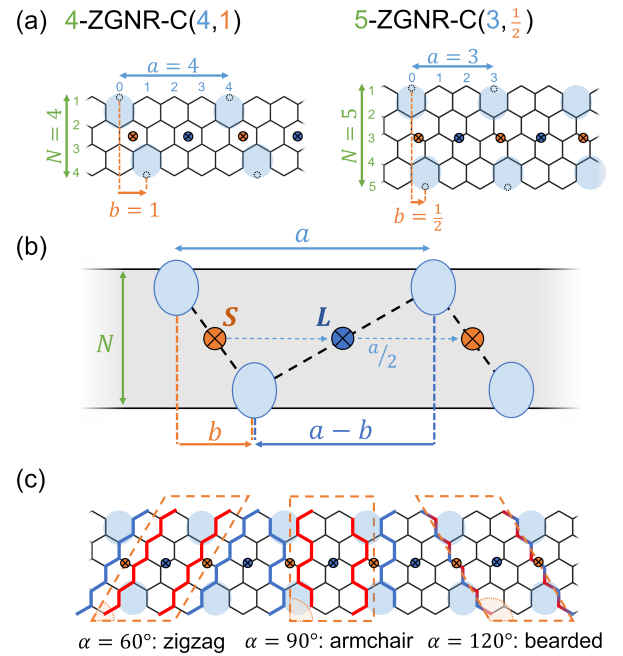 (a) 4-ZGNR-C(4,1) 5-ZGNR-C(3,½)
a = 4
0 1 2 3 4
1
2
3
4
N = 4
b = 1
a = 3
0 1 2 3
1
2
3
4
5
N = 5
b = ½
(b)
a
S L
N
a/2
b a − b
(c)
α = 60°: zigzag α = 90°: armchair α = 120°: bearded